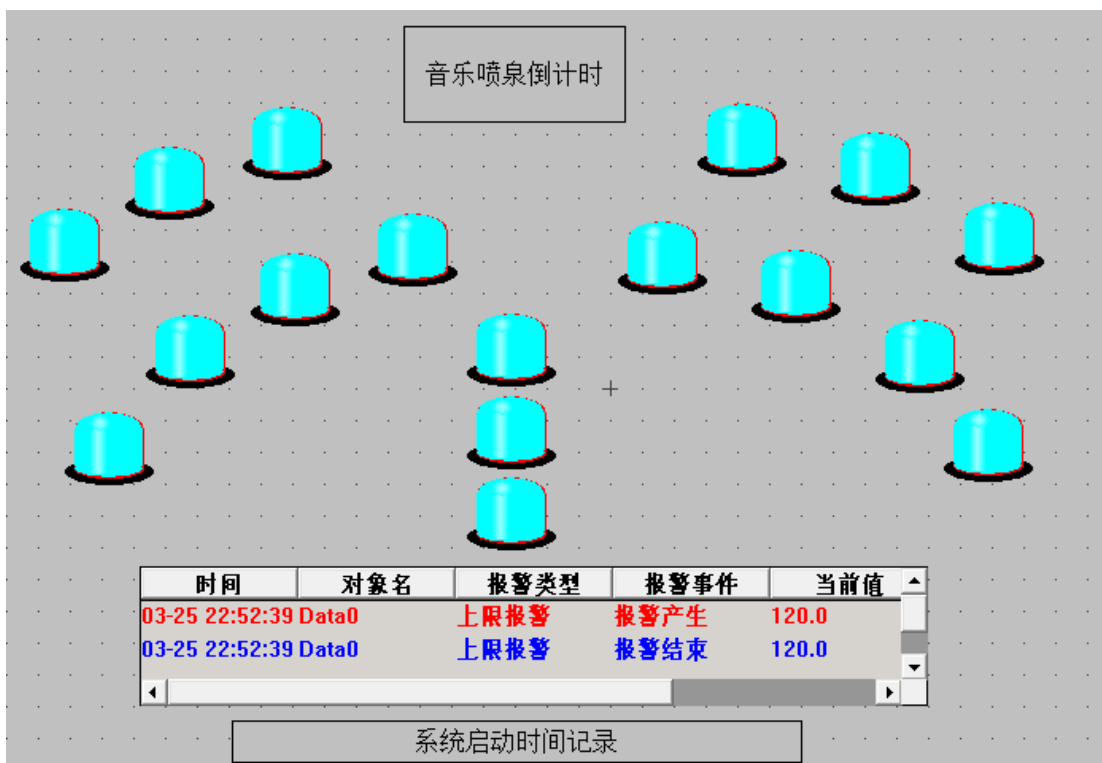 音乐喷泉倒计时
时间 对象名 报警类型 报警事件 当前值
03-25 22:52:39 Data0 上限报警 报警产生 120.0
03-25 22:52:39 Data0 上限报警 报警结束 120.0
系统启动时间记录